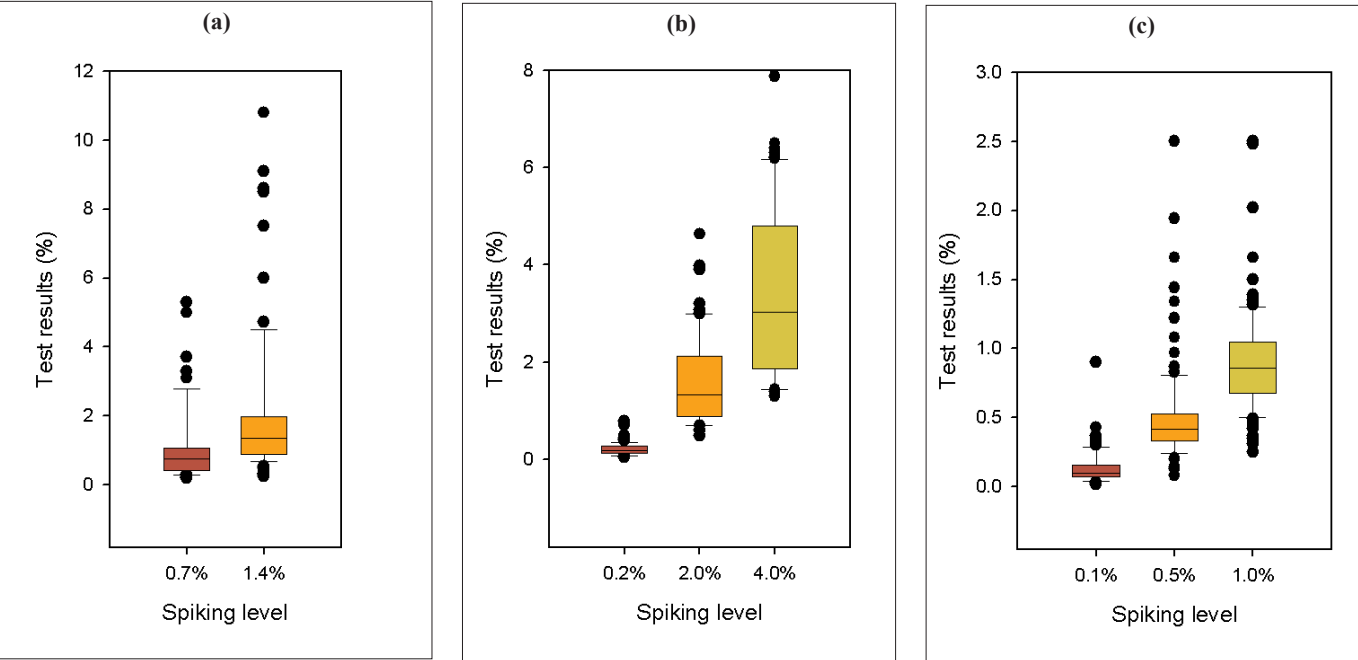 (a)
12
10
8
6
4
2
0
Test results (%)
0.7% 1.4%
Spiking level
(b)
8
6
4
2
0
Test results (%)
0.2% 2.0% 4.0%
Spiking level
(c)
3.0
2.5
2.0
1.5
1.0
0.5
0.0
Test results (%)
0.1% 0.5% 1.0%
Spiking level